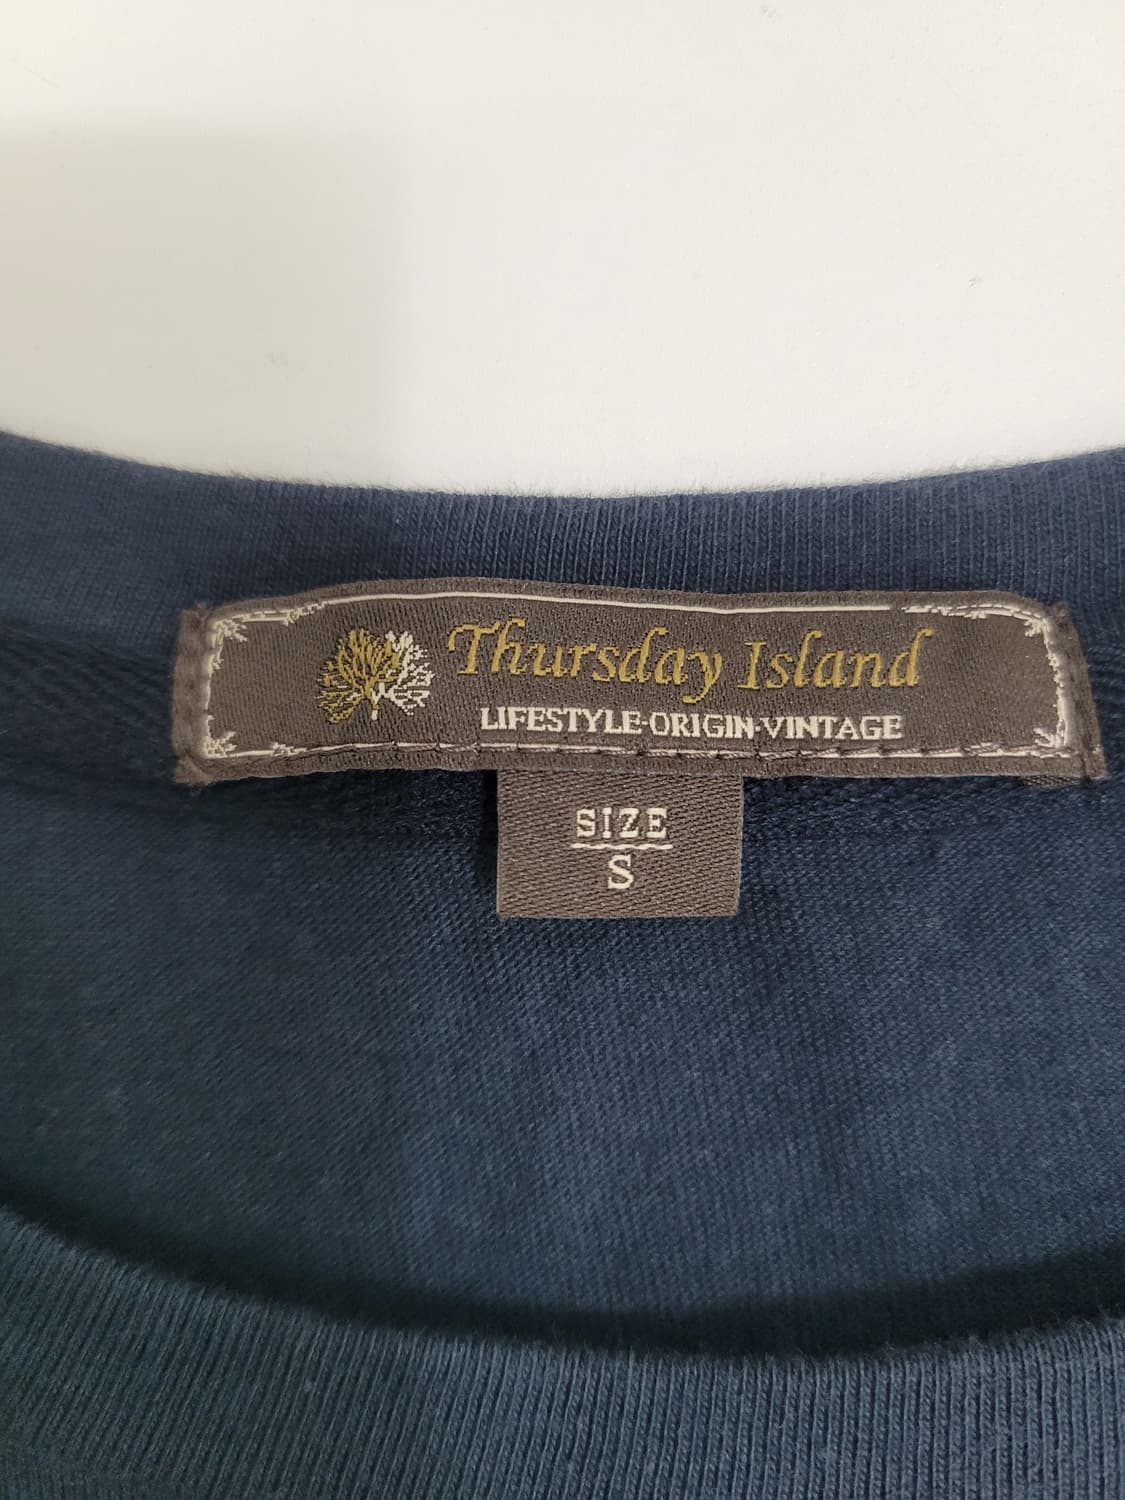 Thursday Island
LIFESTYLE·ORIGIN·VINTAGE
SIZE
S